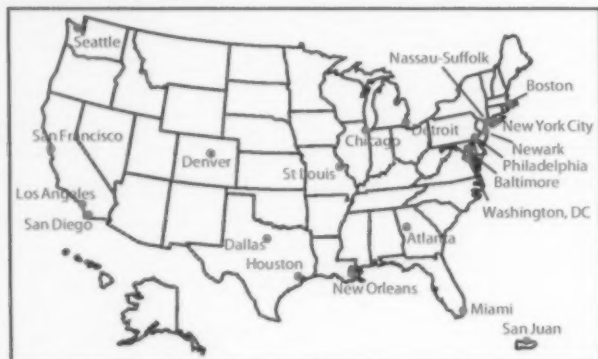 Seattle
Nassau-Suffolk
Boston
San Francisco
Chicago
Detroit
New York City
Denver
St Louis
Newark
Philadelphia
Baltimore
Los Angeles
San Diego
Washington, DC
Dallas
Atlanta
Houston
New Orleans
Miami
San Juan